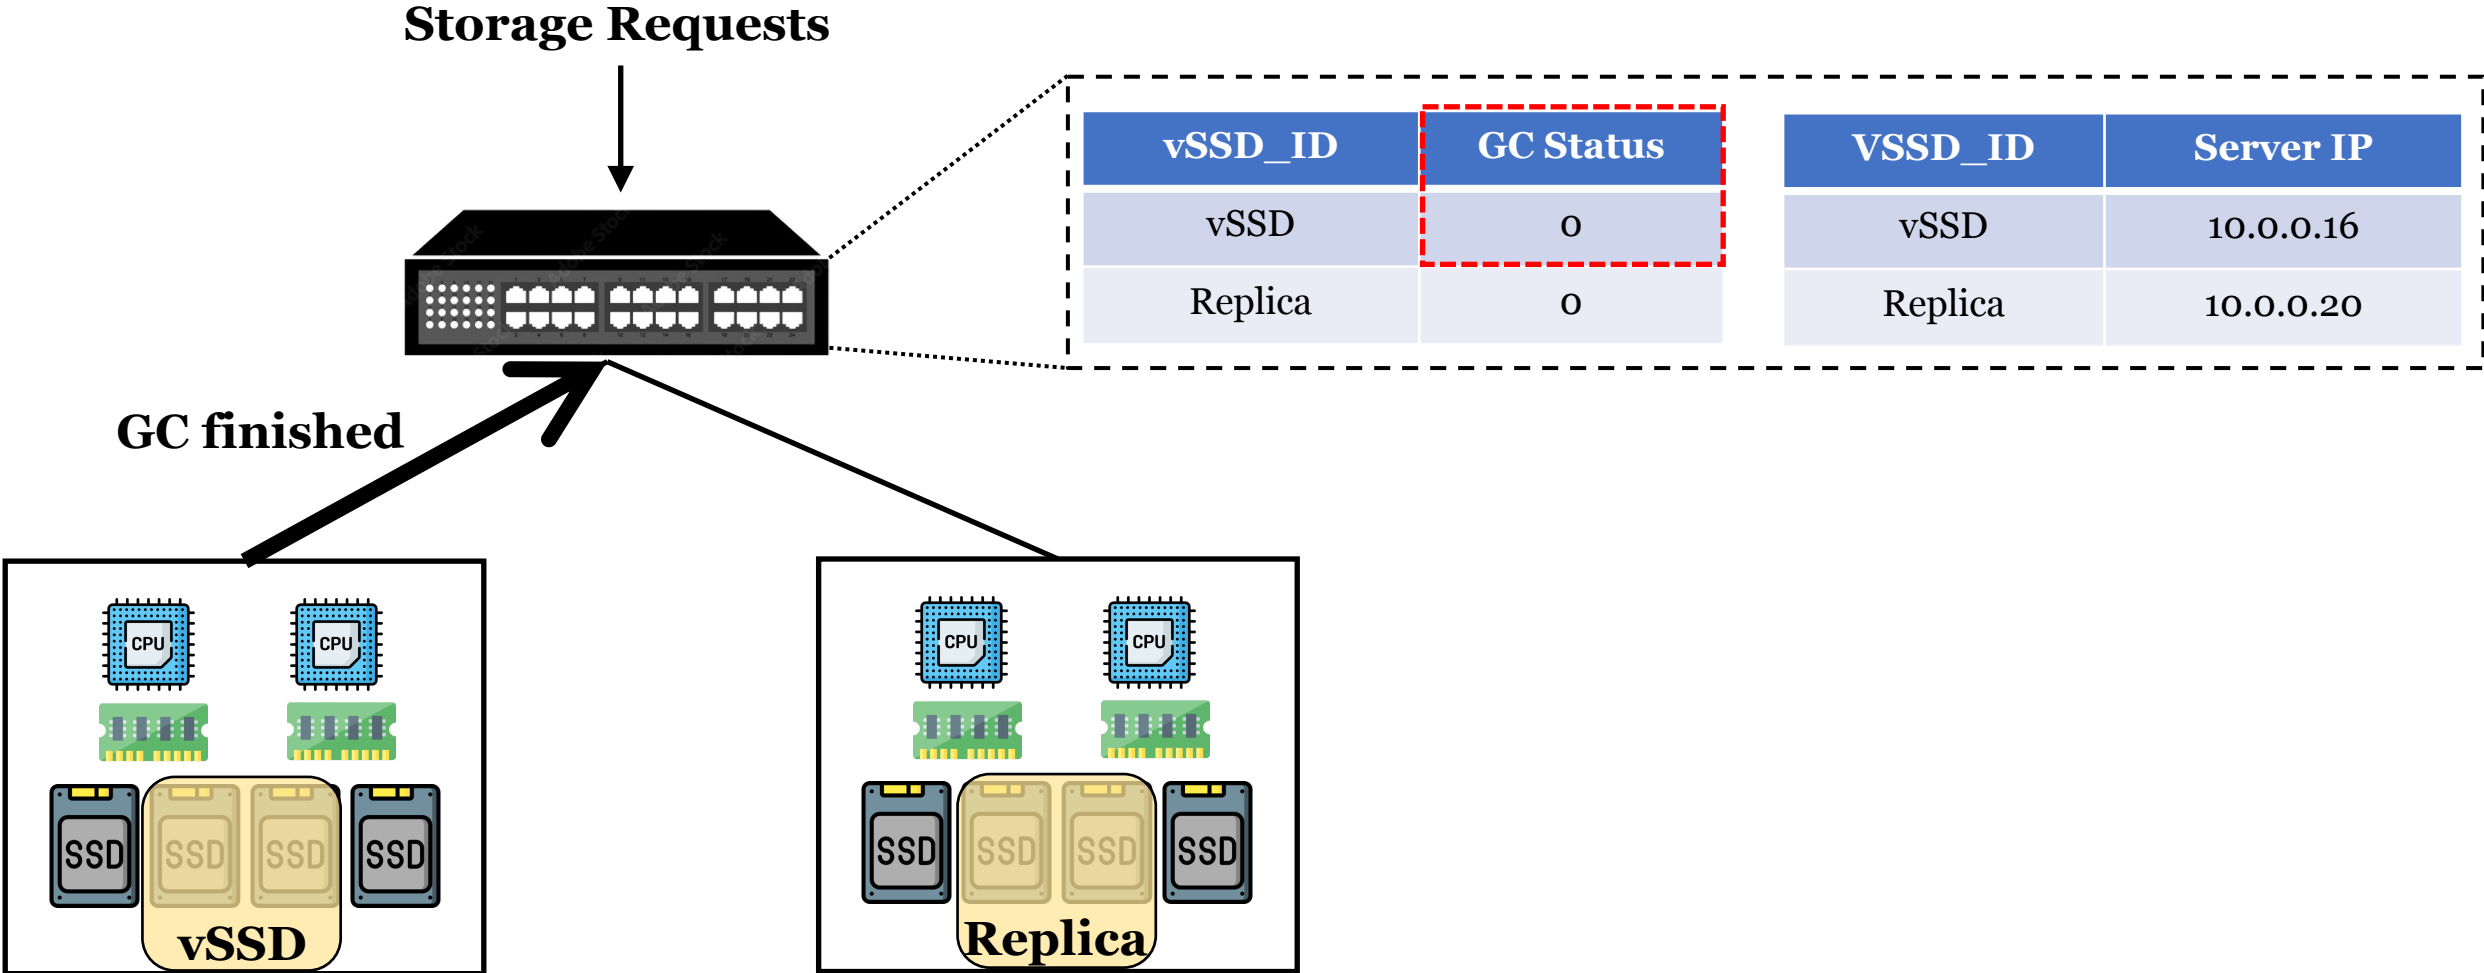 Storage Requests
vSSD_ID GC Status
vSSD 0
Replica 0
VSSD_ID Server IP
vSSD 10.0.0.16
Replica 10.0.0.20
GC finished
CPU CPU
SSD SSD SSD SSD
vSSD
CPU CPU
SSD SSD SSD SSD
Replica